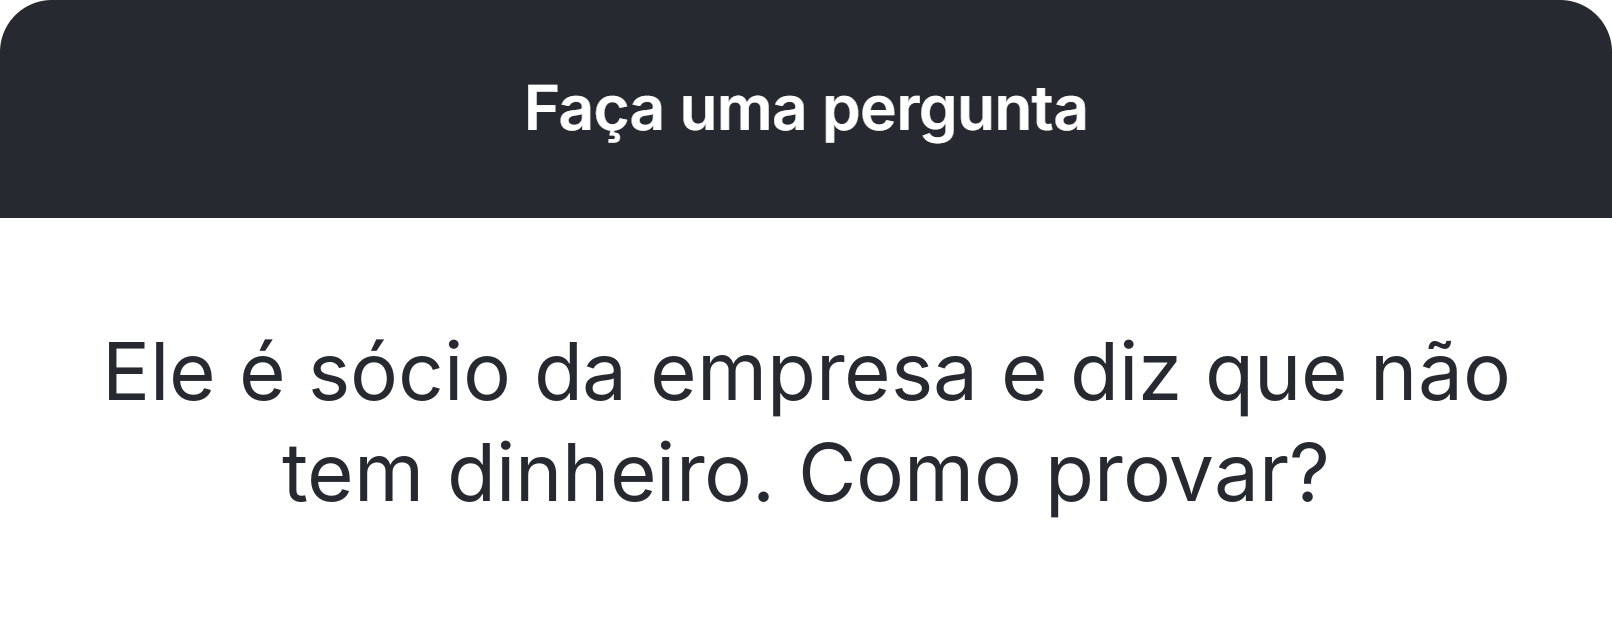 Faça uma pergunta
Ele é sócio da empresa e diz que não
tem dinheiro. Como provar?